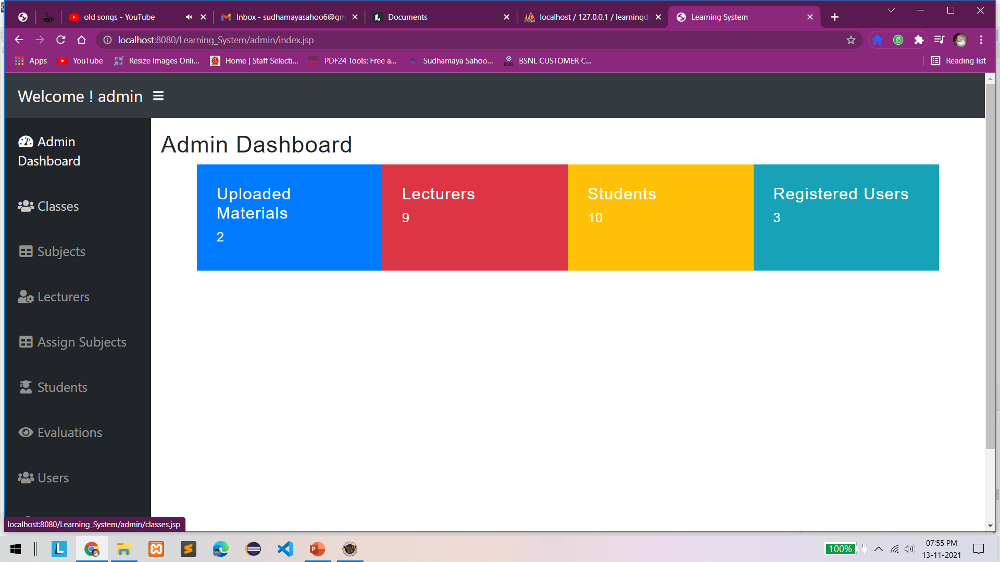 old songs - YouTube
Inbox - sudhamayasahoo6@gm
Documents
localhost / 127.0.0.1 / learningdl
Learning System
localhost:8080/Learning_System/admin/index.jsp
Apps
YouTube
Resize Images Onli...
Home | Staff Selecti...
PDF24 Tools: Free a...
Sudhamaya Sahoo...
BSNL CUSTOMER C...
Reading list
Welcome ! admin
Admin
Dashboard
Classes
Subjects
Lecturers
Assign Subjects
Students
Evaluations
Users
Admin Dashboard
Uploaded
Materials
2
Lecturers
9
Students
10
Registered Users
3
localhost:8080/Learning_System/admin/classes.jsp
100%
07:55 PM
13-11-2021